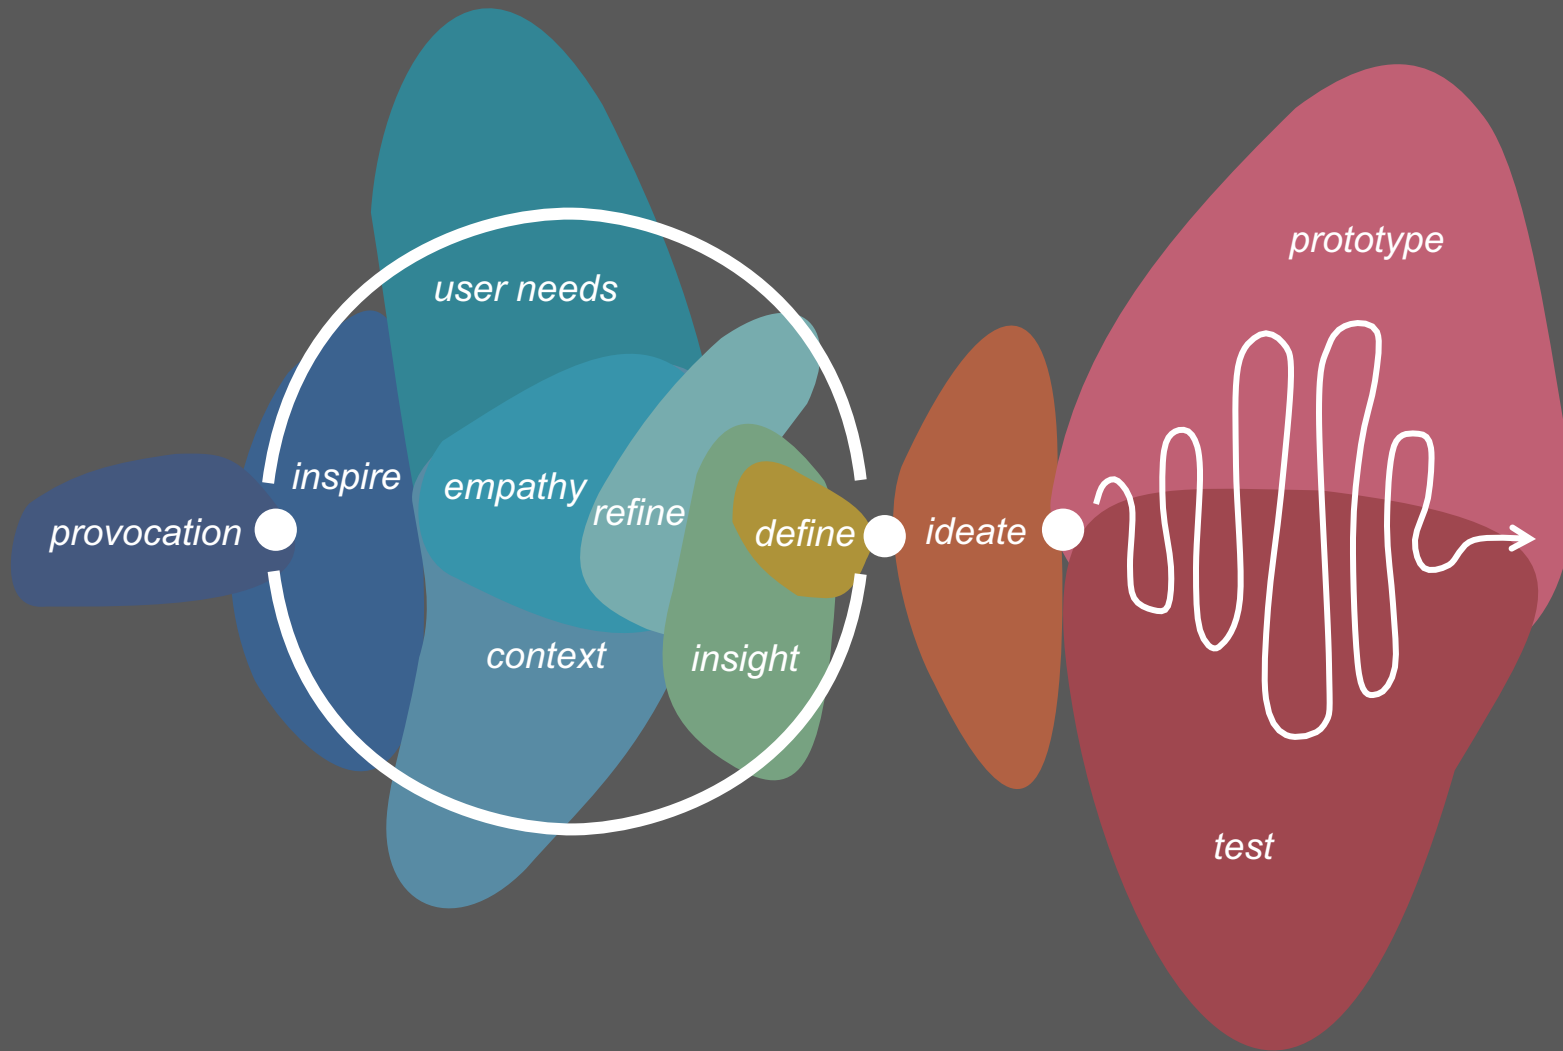 provocation
inspire
user needs
empathy
context
refine
insight
define
ideate
prototype
test